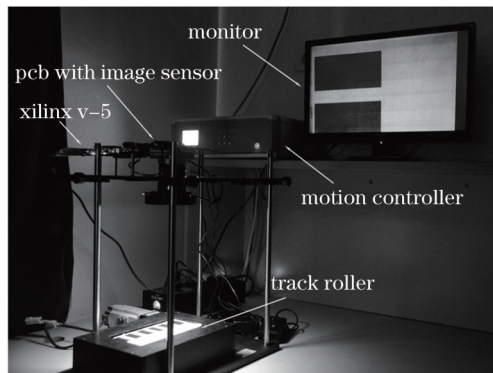 monitor
pcb with image sensor
xilinx v-5
motion controller
track roller